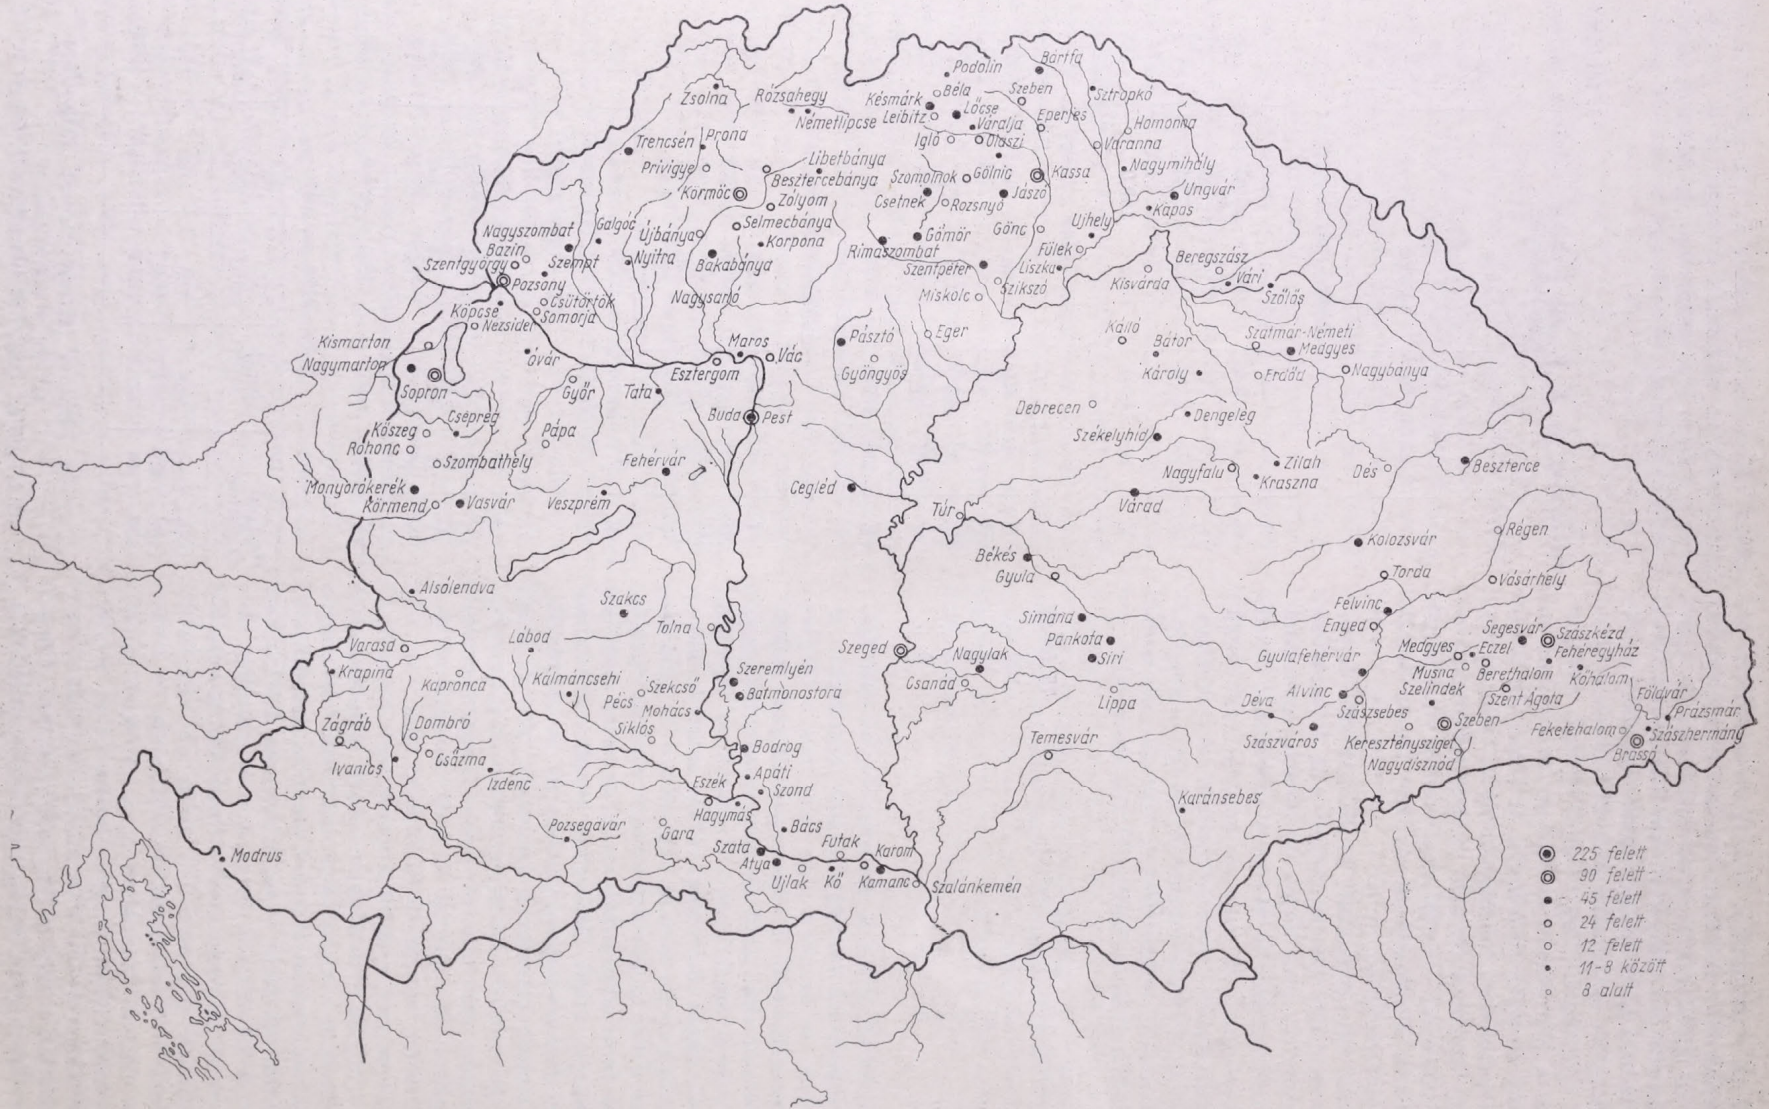 Podolin
Bártfa
Zsolna
Rózsahegy
Késmárk
Béla
Szeben
Sztropkó
Németlipcse
Leibitz
Lőcse
Váralja
Eperjes
Homonna
Trencsén
Prona
Igló
Olaszi
Varanna
Privigye
Libetbánya
Besztercebánya
Szomolnok
Gölnic
Kassa
Nagymihály
Körmöc
Zólyom
Csetnek
Rozsnyó
Jászó
Ungvár
Kapos
Nagyszombat
Galgóc
Újbánya
Selmecbánya
Korpona
Gömör
Gönc
Ujhely
Bazin
Szentgyörgy
Szempt
Nyitra
Bakabánya
Rimaszombat
Szentpéter
Liszka
Fülek
Beregszász
Pozsony
Csütörtök
Nagysarló
Miskolc
Szikszó
Kisvárda
Vári
Szőlős
Köpcse
Nezsider
Somorja
Kismarton
Nagymarton
Óvár
Maros
Vác
Pásztó
Eger
Kálló
Bátor
Szatmár-Németi
Medgyes
Sopron
Győr
Tata
Esztergom
Gyöngyös
Károly
Erdőd
Nagybánya
Csepreg
Buda
Pest
Debrecen
Dengeleg
Kőszeg
Rohonc
Pápa
Székelyhíd
Szombathely
Fehérvár
Nagyfalu
Zilah
Kraszna
Dés
Beszterce
Monyorókerék
Körmend
Vasvár
Veszprém
Cegléd
Túr
Várad
Kolozsvár
Régen
Békés
Gyula
Torda
Vásárhely
Alsólendva
Szakcs
Tolna
Simánd
Felvinc
Enyed
Varasd
Lábod
Szeged
Pankota
Siri
Segesvár
Szászkézd
Medgyes
Eczel
Fehéregyház
Krapina
Kapronca
Kálmáncsehi
Pécs
Szekcső
Szeremlyén
Bátmonostora
Nagylak
Csanád
Gyulafehérvár
Musna
Berethalom
Kőhalom
Szelindek
Szent Ágota
Mohács
Siklós
Lippa
Déva
Alvinc
Szászsebes
Szeben
Földvár
Prázsmár
Zágráb
Dombró
Csázma
Ivanics
Izdenc
Bodrog
Temesvár
Szászváros
Kereszténysziget
Nagydisznód
Feketehalom
Szászhermány
Brassó
Eszék
Apáti
Szond
Hagymás
Karánsebes
Pozsegavár
Gara
Bács
Modrus
Szata
Atya
Futak
Karom
Ujlak
Kő
Kamanc
Szalánkemén
225 felett
90 felett
45 felett
24 felett
12 felett
11-8 között
8 alatt